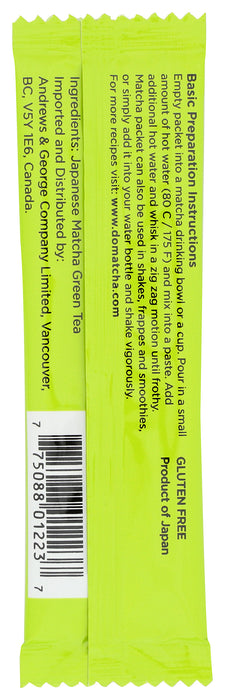 Basic Preparation Instructions
Empty packet into a matcha drinking bowl or a cup. Pour in a small
amount of hot water (80 C / 175 F) and mix into a paste. Add
additional hot water and whisk in a zig zag motion until frothy.
Matcha packet can also be used in shakes, frappes and smoothies,
or simply add it into your water bottle and shake vigorously.
For more recipes visit: www.domatcha.com
GLUTEN FREE
Product of Japan
Ingredients: Japanese Matcha Green Tea
Imported and Distributed by:
Andrews & George Company Limited, Vancouver,
BC, V5Y 1E6, Canada.
7 75088 01223 7